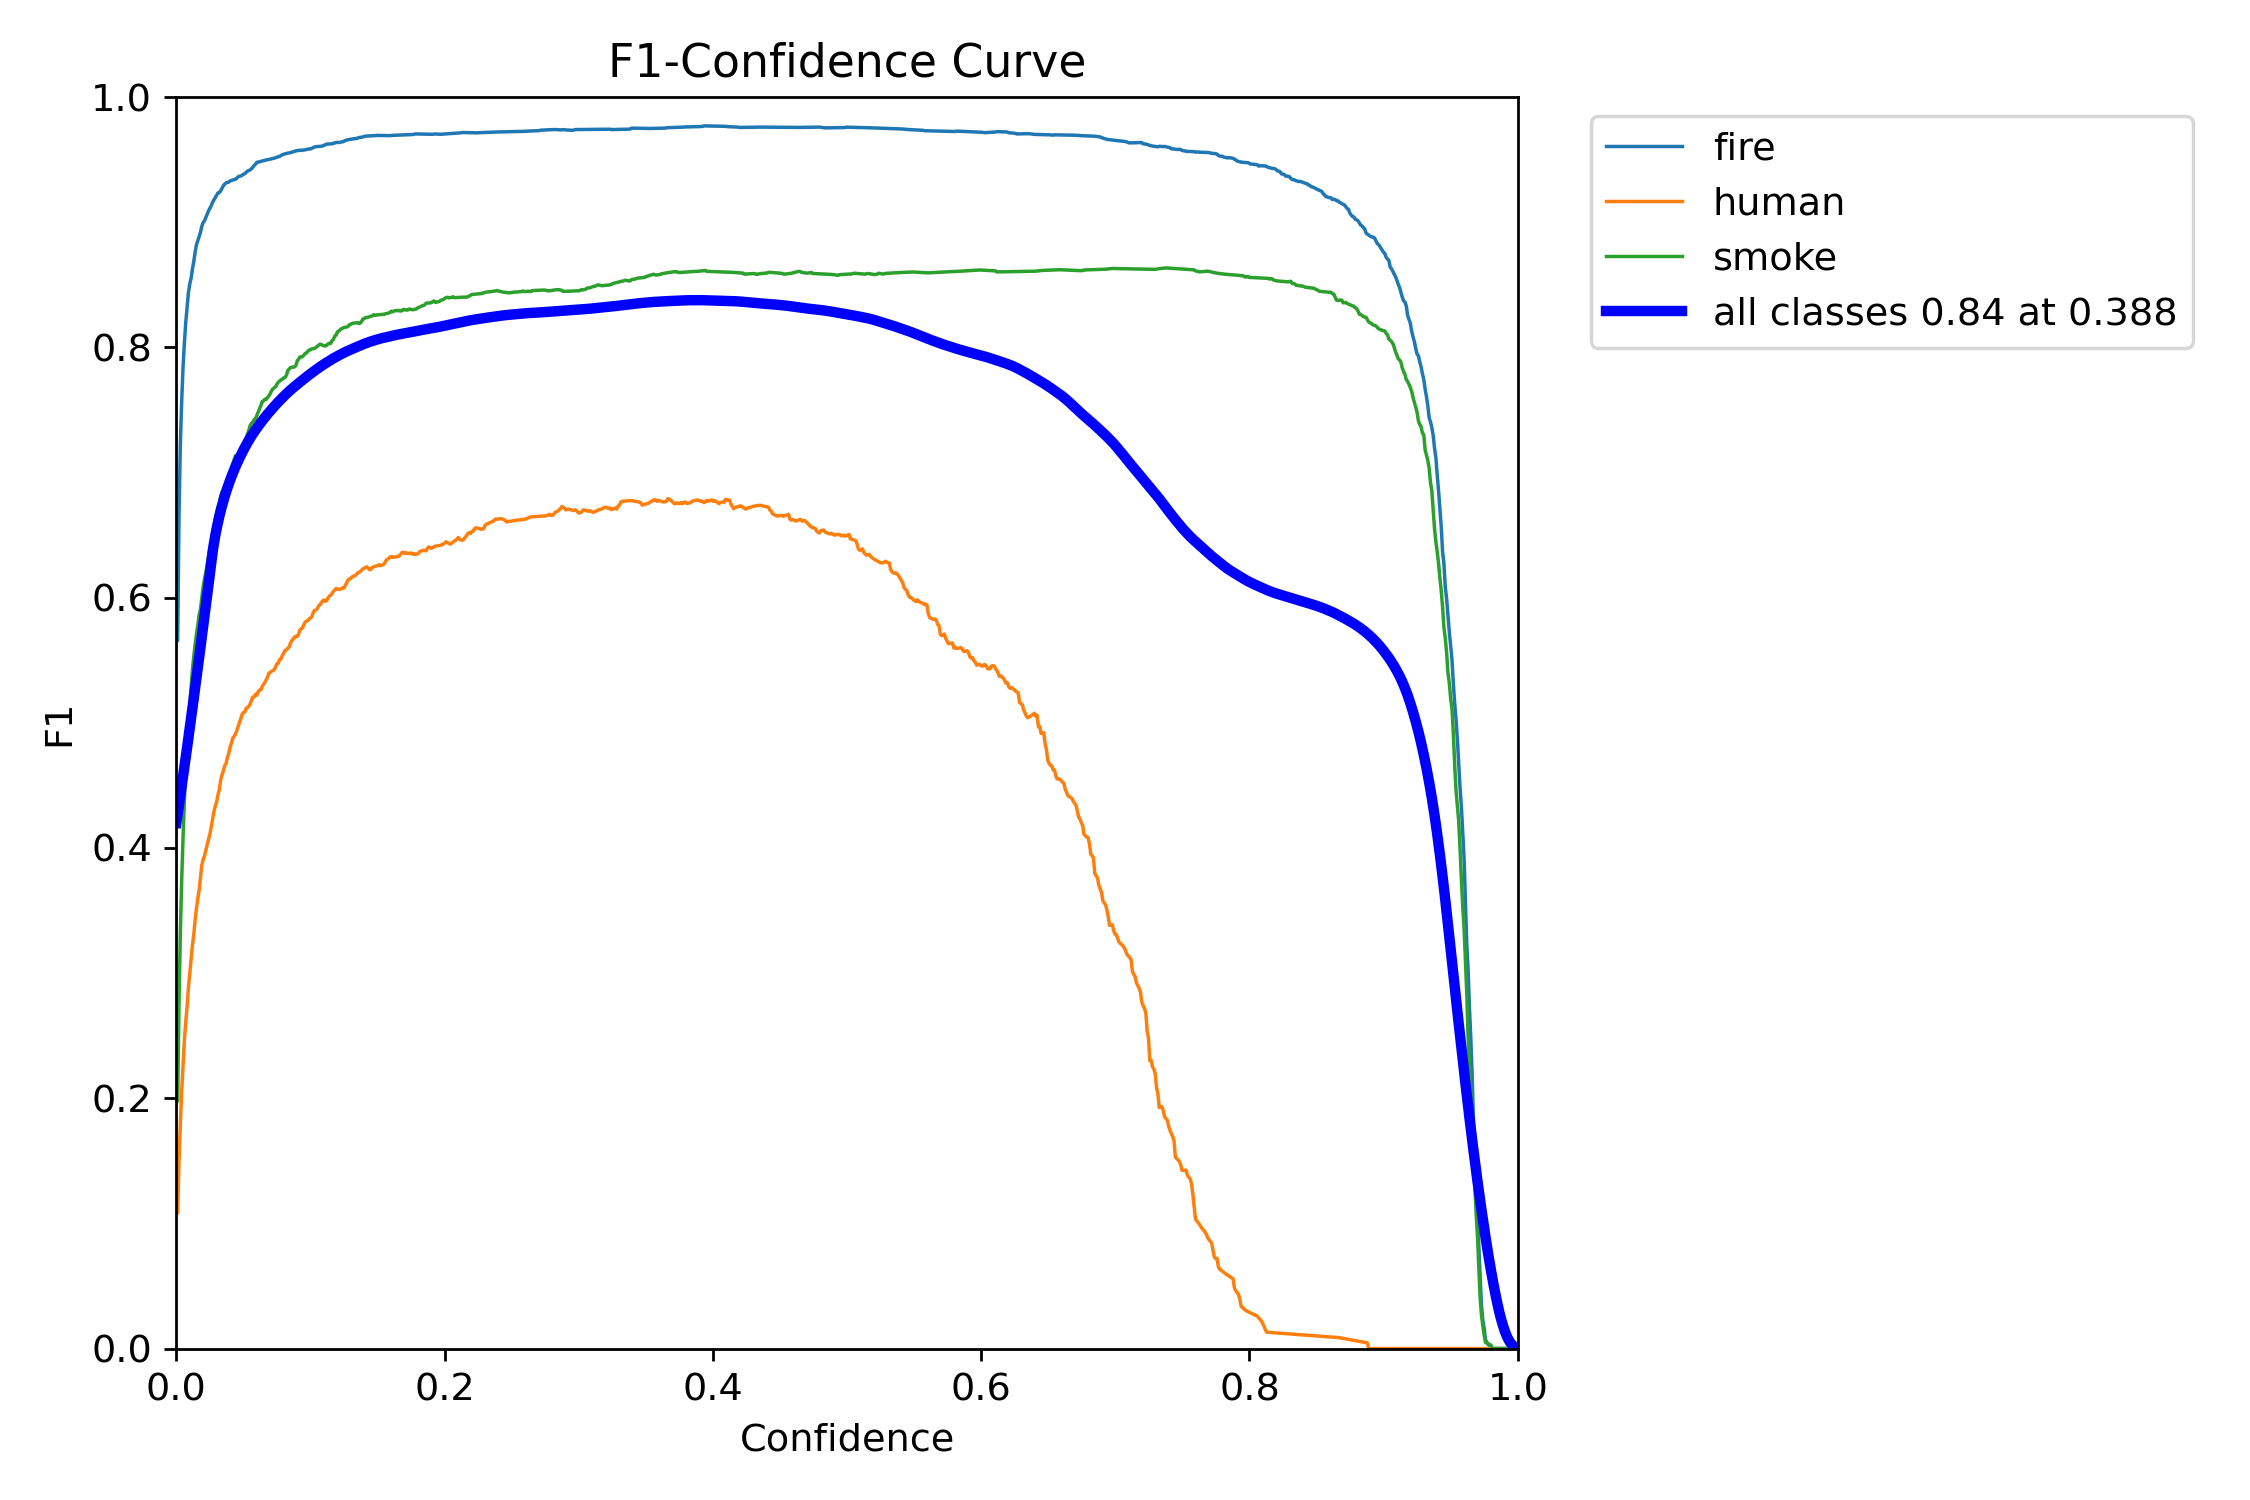 F1-Confidence Curve
1.0
0.8
0.6
0.4
0.2
0.0
F1
0.0 0.2 0.4 0.6 0.8 1.0
Confidence
fire
human
smoke
all classes 0.84 at 0.388